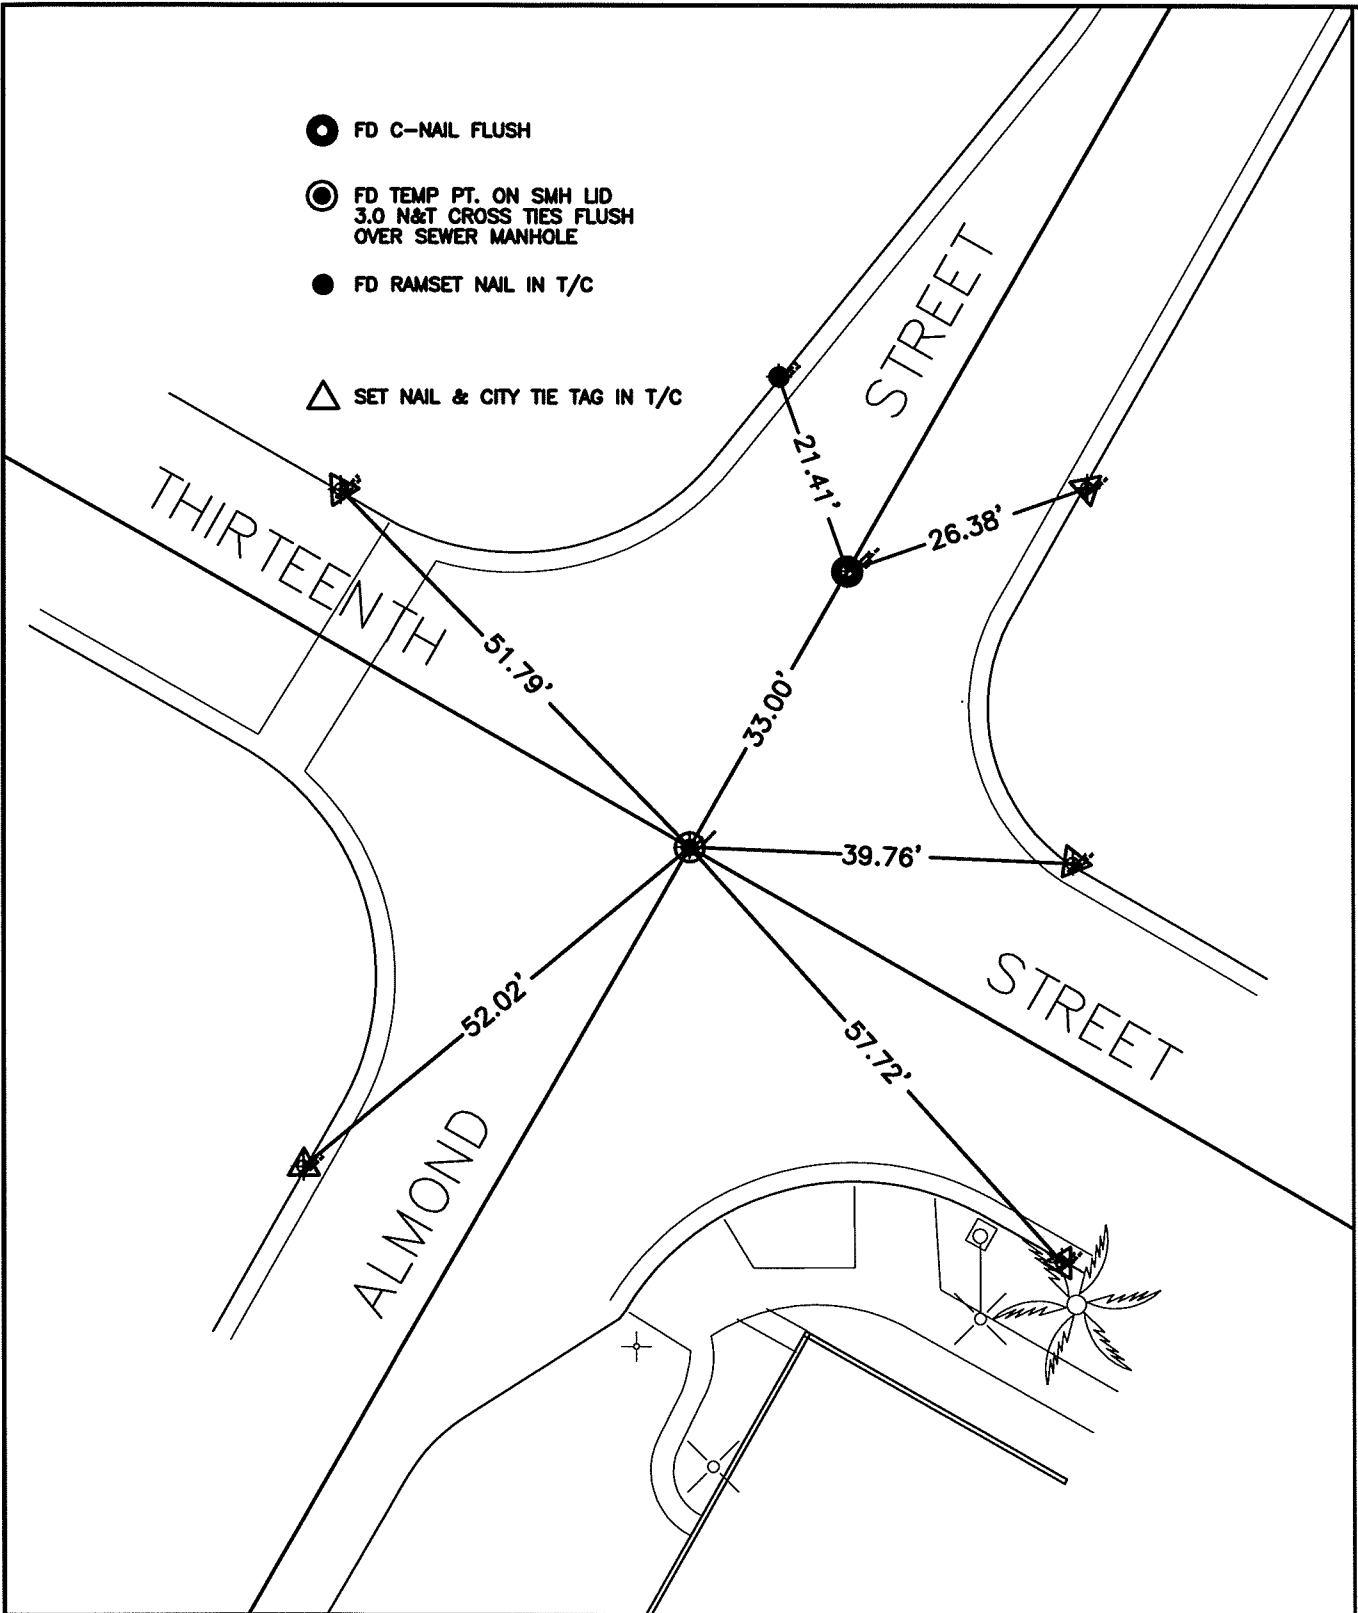 FD C-NAIL FLUSH
FD TEMP PT. ON SMH LID
3.0 N&T CROSS TIES FLUSH
OVER SEWER MANHOLE
FD RAMSET NAIL IN T/C
SET NAIL & CITY TIE TAG IN T/C
STREET
21.41'
26.38'
THIRTEENTH
51.79'
33.00'
39.76'
52.02'
STREET
57.72'
ALMOND